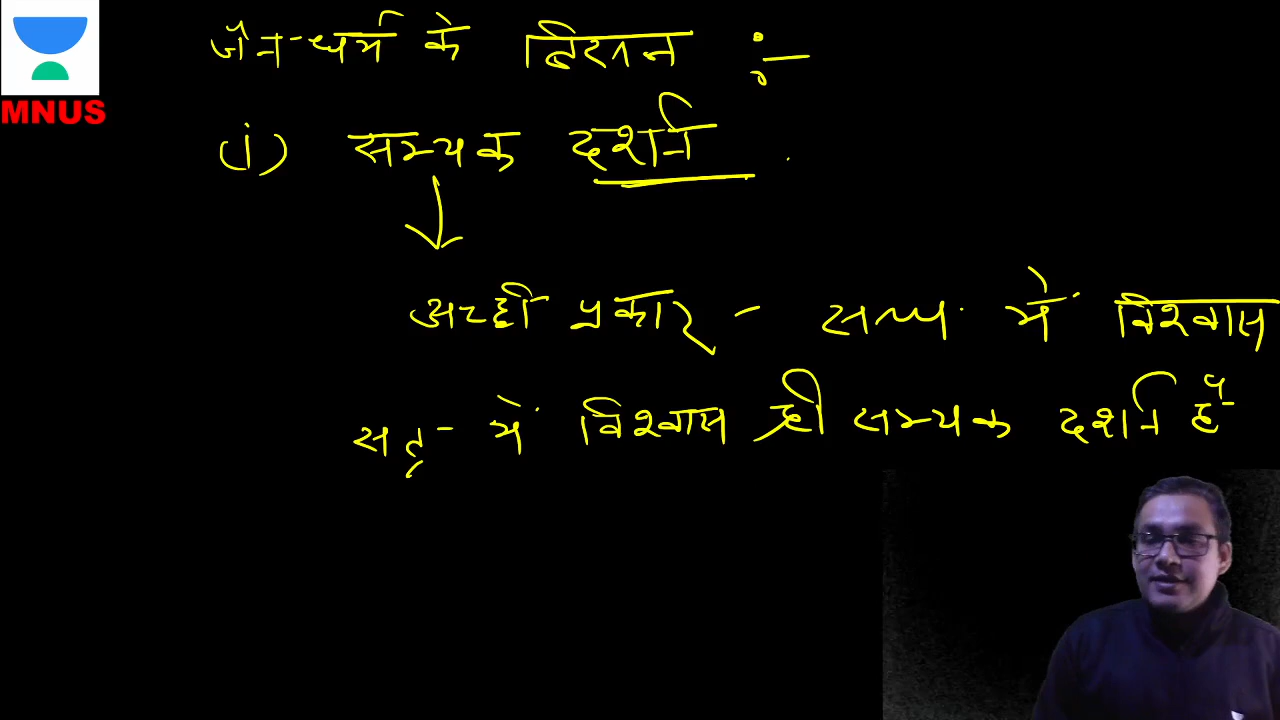 MNUS
जैन-धर्म के त्रिरत्न :-
(i) सम्यक दर्शन
अच्छी प्रकार - सत्य में विश्वास
सत् में विश्वास ही सम्यक दर्शन है